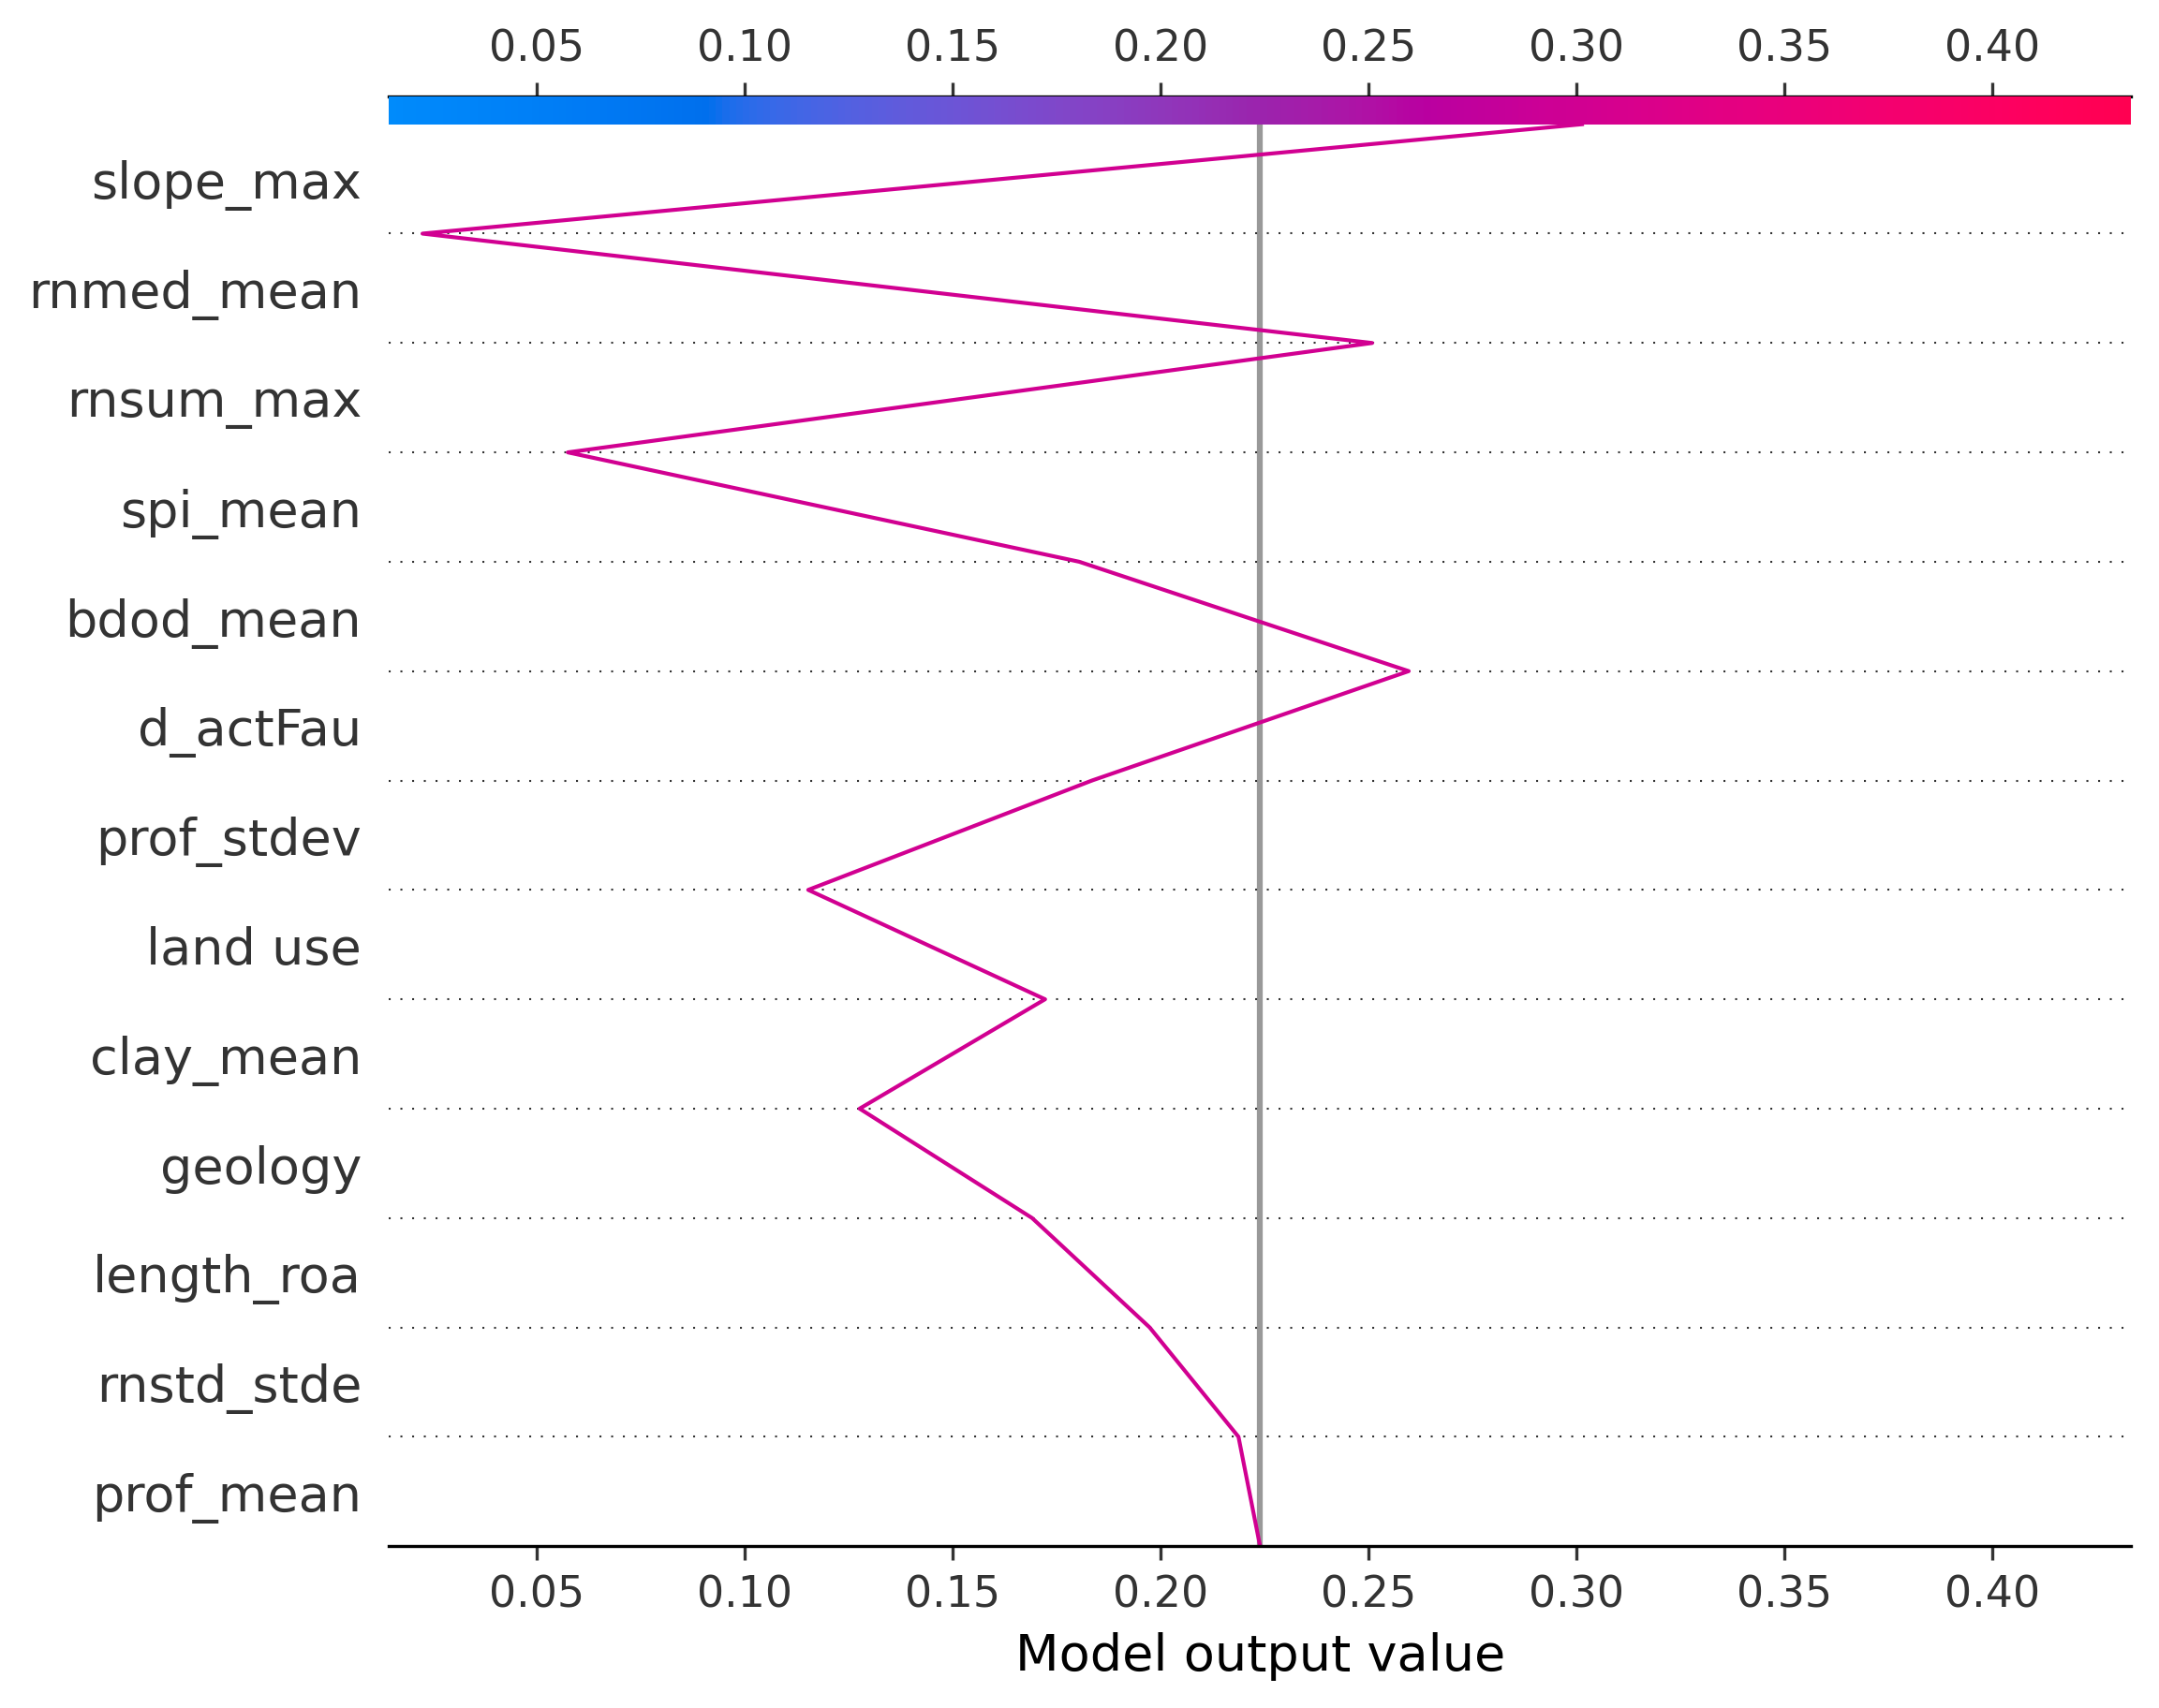 0.05 0.10 0.15 0.20 0.25 0.30 0.35 0.40
slope_max
rnmed_mean
rnsum_max
spi_mean
bdod_mean
d_actFau
prof_stdev
land use
clay_mean
geology
length_roa
rnstd_stde
prof_mean
0.05 0.10 0.15 0.20 0.25 0.30 0.35 0.40
Model output value